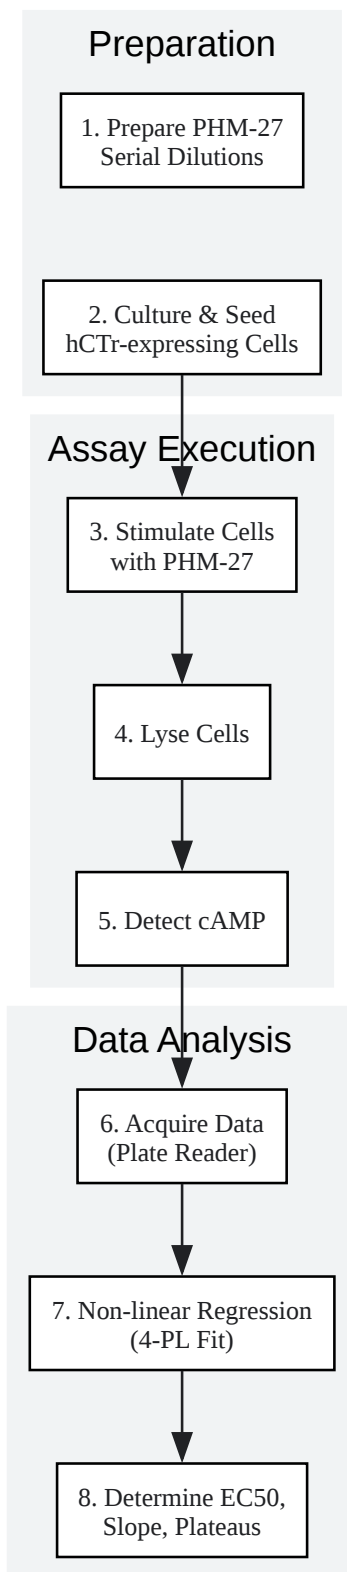 Preparation
1. Prepare PHM-27
Serial Dilutions
2. Culture & Seed
hCTr-expressing Cells
Assay Execution
3. Stimulate Cells
with PHM-27
4. Lyse Cells
5. Detect cAMP
Data Analysis
6. Acquire Data
(Plate Reader)
7. Non-linear Regression
(4-PL Fit)
8. Determine EC50,
Slope, Plateaus